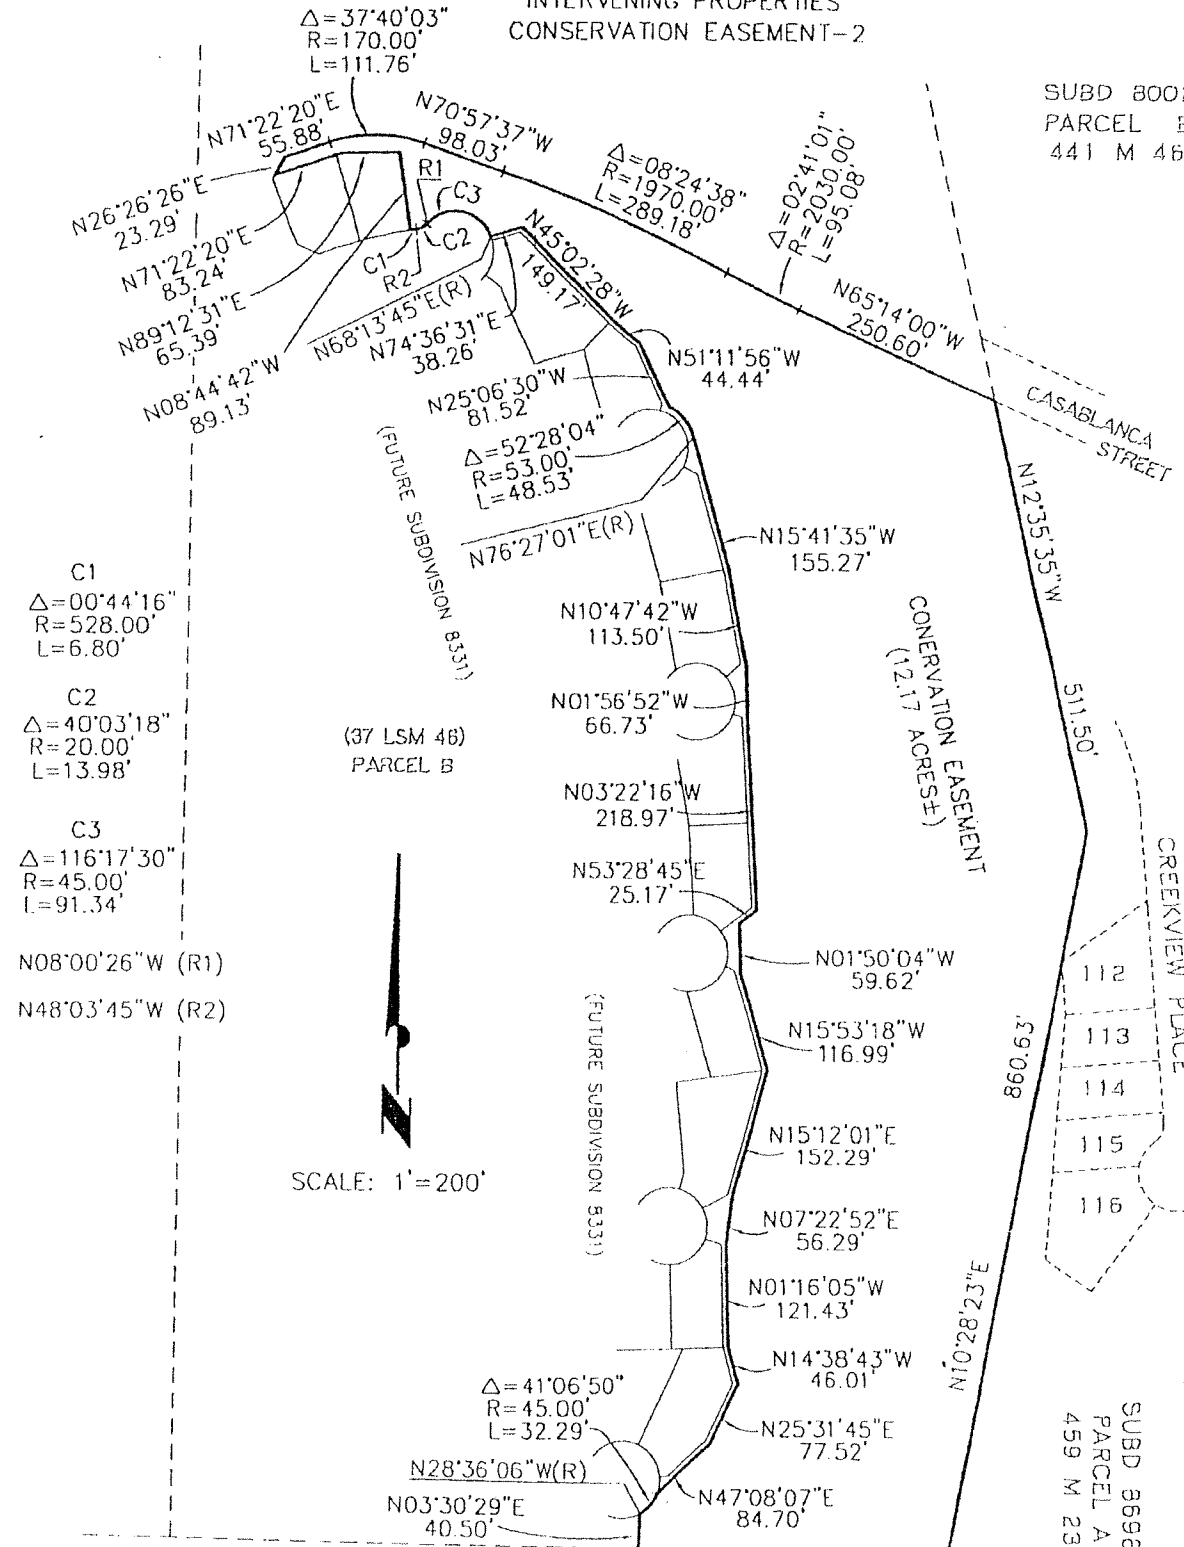 INTERVENING PROPERTIES
CONSERVATION EASEMENT-2
Δ=37°40'03"
R=170.00'
L=111.76'
SUBD 800
PARCEL
441 M 46
N71°22'20"E
55.88'
N70°57'37"W
98.03'
Δ=08°24'38"
R=1970.00'
L=289.18'
Δ=02°41'01"
R=2030.00'
L=95.08'
N65°14'00"W
250.60'
CASABLANCA
STREET
N26°26'26"E
23.29'
N71°22'20"E
83.24'
N89°12'31"E
65.39'
N08°44'42"W
89.13'
R1
C3
C1
C2
R2
N68°13'45"E(R)
N74°36'31"E
38.26'
N45°02'28"W
149.17'
N51°11'56"W
44.44'
N25°06'30"W
81.52'
Δ=52°28'04"
R=53.00'
L=48.53'
N76°27'01"E(R)
(FUTURE SUBDIVISION 8331)
N15°41'35"W
155.27'
N12°35'35"W
511.50'
C1
Δ=00°44'16"
R=528.00'
L=6.80'
C2
Δ=40°03'18"
R=20.00'
L=13.98'
C3
Δ=116°17'30"
R=45.00'
L=91.34'
N08°00'26"W (R1)
N48°03'45"W (R2)
(37 LSM 46)
PARCEL B
N10°47'42"W
113.50'
N01°56'52"W
66.73'
N03°22'16"W
218.97'
N53°28'45"E
25.17'
CONERVATION EASEMENT
(12.17 ACRES±)
N01°50'04"W
59.62'
N15°53'18"W
116.99'
CREEKVIEW PLACE
112
113
114
115
116
860.63'
N10°28'23"E
SCALE: 1'=200'
(FUTURE SUBDIVISION 8331)
N15°12'01"E
152.29'
N07°22'52"E
56.29'
N01°16'05"W
121.43'
N14°38'43"W
46.01'
N25°31'45"E
77.52'
Δ=41°06'50"
R=45.00'
L=32.29'
N28°36'06"W(R)
N03°30'29"E
40.50'
N47°08'07"E
84.70'
SUBD 869
PARCEL A
459 M 23